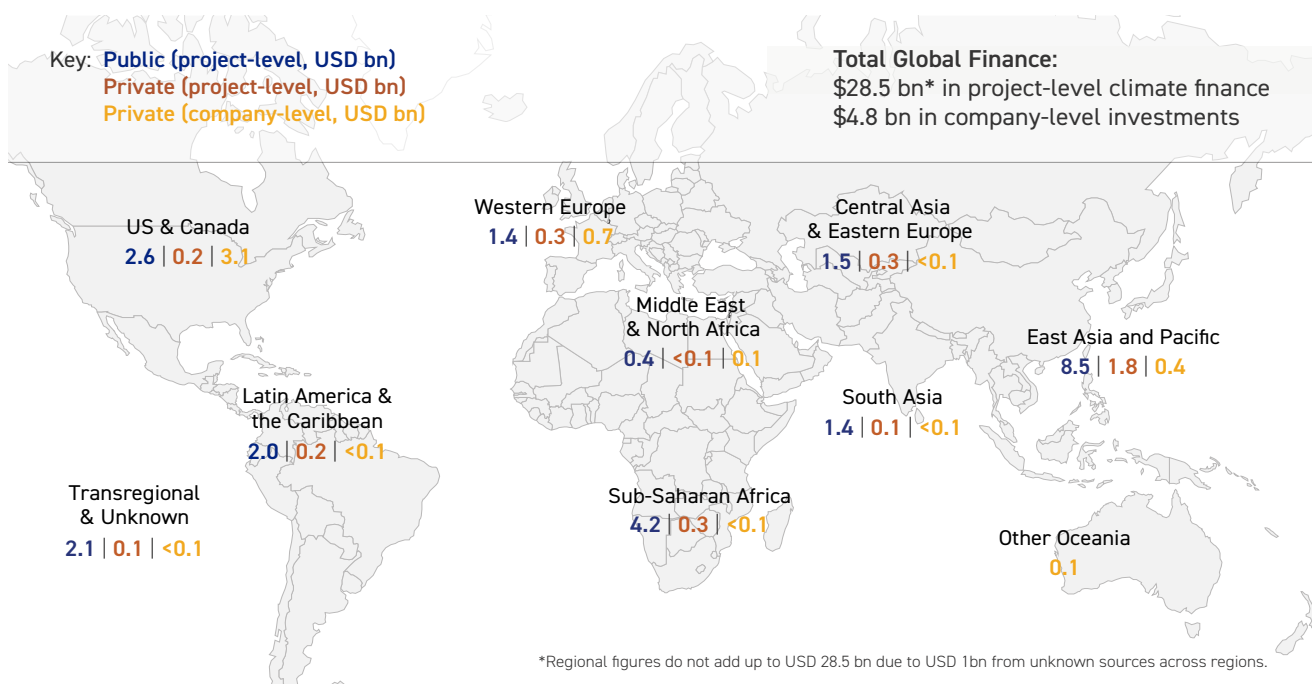 Key: Public (project-level, USD bn)
Private (project-level, USD bn)
Private (company-level, USD bn)
Total Global Finance:
$28.5 bn* in project-level climate finance
$4.8 bn in company-level investments
US & Canada
2.6 | 0.2 | 3.1
Western Europe
1.4 | 0.3 | 0.7
Central Asia
& Eastern Europe
1.5 | 0.3 | <0.1
Middle East
& North Africa
0.4 | <0.1 | 0.1
East Asia and Pacific
8.5 | 1.8 | 0.4
Latin America &
the Caribbean
2.0 | 0.2 | <0.1
South Asia
1.4 | 0.1 | <0.1
Transregional
& Unknown
2.1 | 0.1 | <0.1
Sub-Saharan Africa
4.2 | 0.3 | <0.1
Other Oceania
0.1
*Regional figures do not add up to USD 28.5 bn due to USD 1bn from unknown sources across regions.